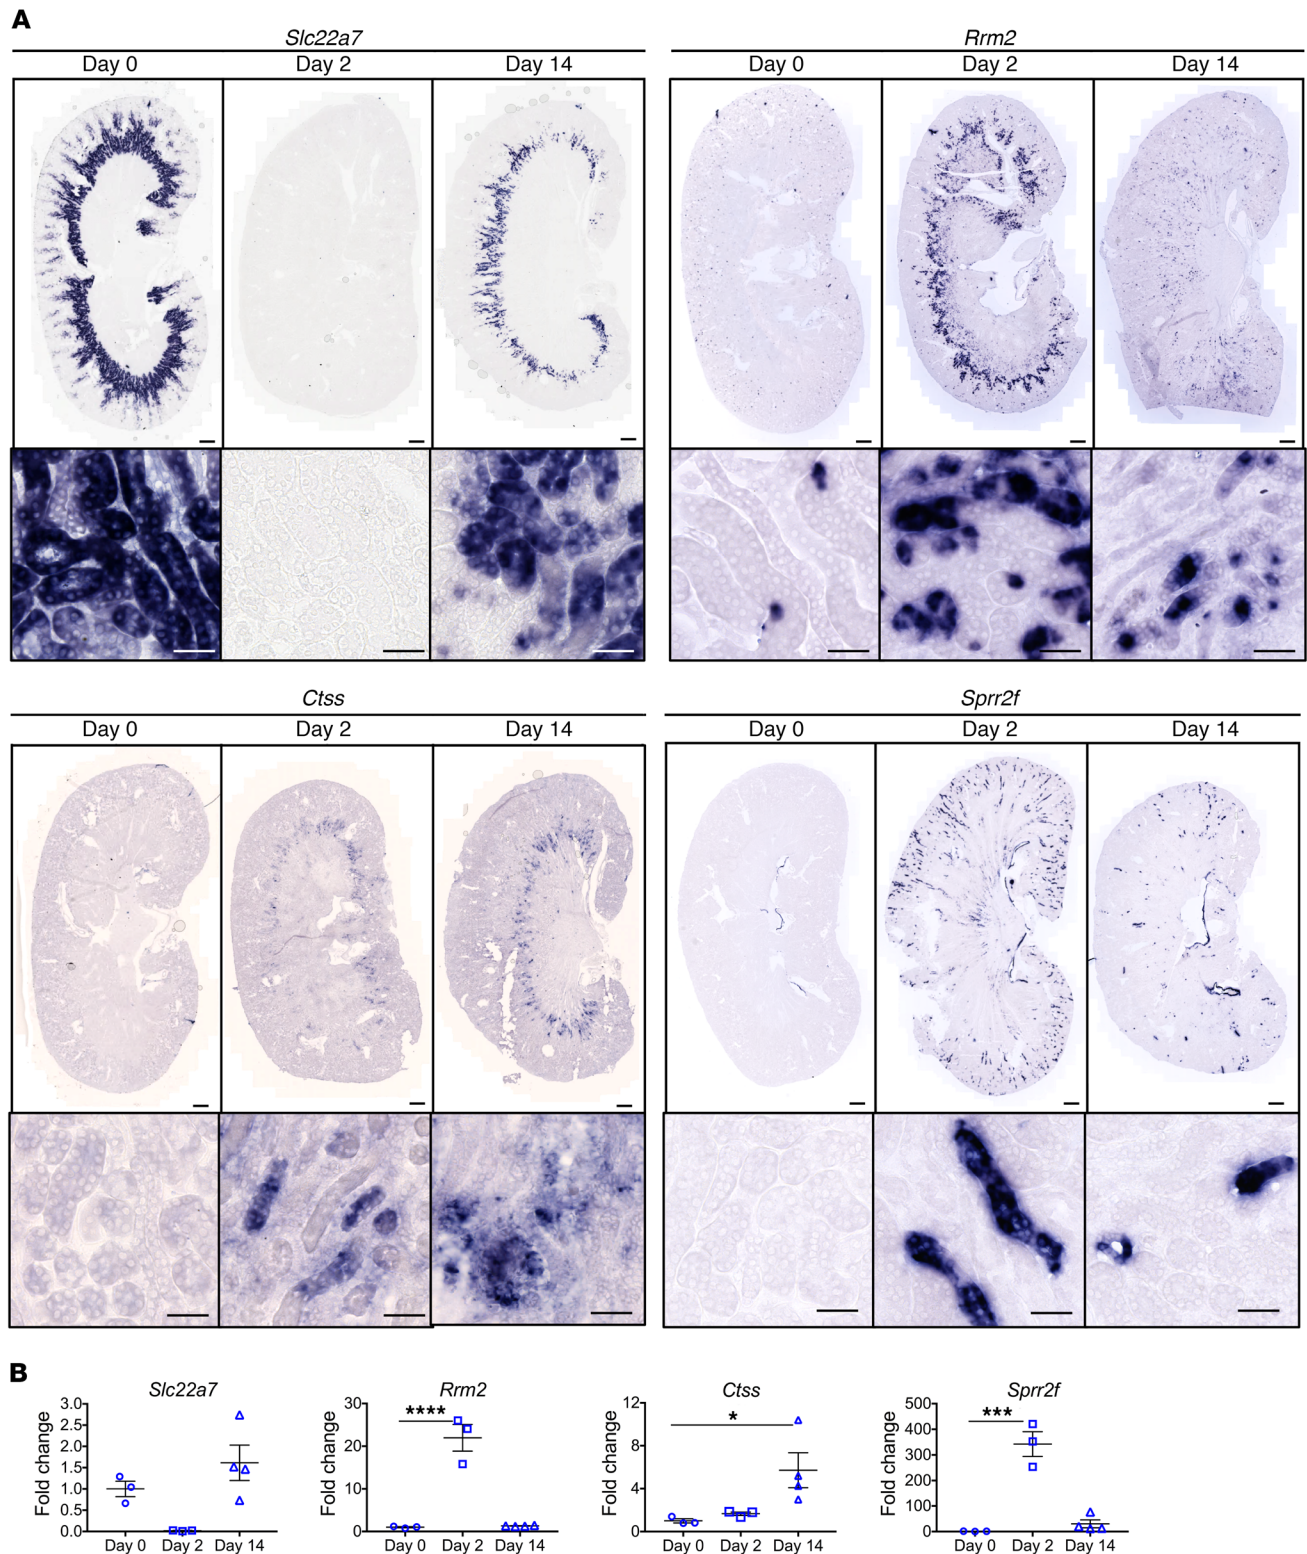 A
Slc22a7
Day 0 Day 2 Day 14
Rrm2
Day 0 Day 2 Day 14
Ctss
Day 0 Day 2 Day 14
Sprr2f
Day 0 Day 2 Day 14
B
Slc22a7
Fold change
3.0
2.5
2.0
1.5
1.0
0.5
0.0
Day 0 Day 2 Day 14
Rrm2
Fold change
30
20
10
0
****
Day 0 Day 2 Day 14
Ctss
Fold change
12
8
4
0
*
Day 0 Day 2 Day 14
Sprr2f
Fold change
500
400
300
200
100
0
***
Day 0 Day 2 Day 14